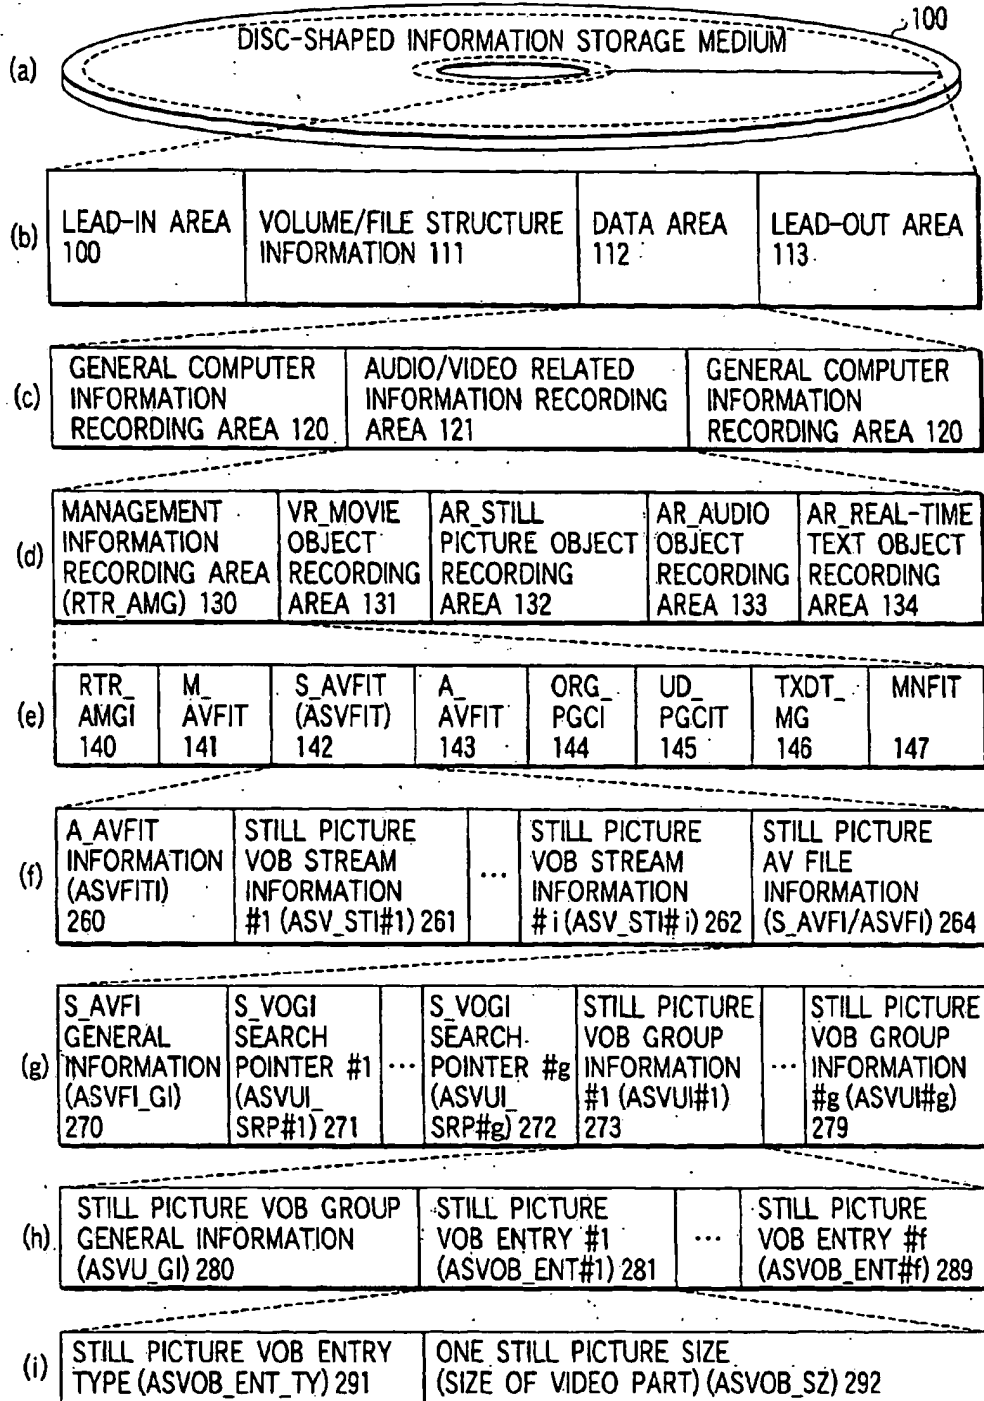 100
DISC-SHAPED INFORMATION STORAGE MEDIUM
(a)
(b)
LEAD-IN AREA
100
VOLUME/FILE STRUCTURE
INFORMATION 111
DATA AREA
112
LEAD-OUT AREA
113
(c)
GENERAL COMPUTER
INFORMATION
RECORDING AREA 120
AUDIO/VIDEO RELATED
INFORMATION RECORDING
AREA 121
GENERAL COMPUTER
INFORMATION
RECORDING AREA 120
(d)
MANAGEMENT
INFORMATION
RECORDING AREA
(RTR_AMG) 130
VR_MOVIE
OBJECT
RECORDING
AREA 131
AR_STILL
PICTURE OBJECT
RECORDING
AREA 132
AR_AUDIO
OBJECT
RECORDING
AREA 133
AR_REAL-TIME
TEXT OBJECT
RECORDING
AREA 134
(e)
RTR_
AMGI
140
M_
AVFIT
141
S_AVFIT
(ASVFIT)
142
A_
AVFIT
143
ORG_
PGCI
144
UD_
PGCIT
145
TXDT_
MG
146
MNFIT
147
(f)
A_AVFIT
INFORMATION
(ASVFITI)
260
STILL PICTURE
VOB STREAM
INFORMATION
#1 (ASV_STI#1) 261
...
STILL PICTURE
VOB STREAM
INFORMATION
#i (ASV_STI#i) 262
STILL PICTURE
AV FILE
INFORMATION
(S_AVFI/ASVFI) 264
(g)
S_AVFI
GENERAL
INFORMATION
(ASVFI_GI)
270
S_VOGI
SEARCH
POINTER #1
(ASVUI_
SRP#1) 271
...
S_VOGI
SEARCH
POINTER #g
(ASVUI_
SRP#g) 272
STILL PICTURE
VOB GROUP
INFORMATION
#1 (ASVUI#1)
273
...
STILL PICTURE
VOB GROUP
INFORMATION
#g (ASVUI#g)
279
(h)
STILL PICTURE VOB GROUP
GENERAL INFORMATION
(ASVU_GI) 280
STILL PICTURE
VOB ENTRY #1
(ASVOB_ENT#1) 281
...
STILL PICTURE
VOB ENTRY #f
(ASVOB_ENT#f) 289
(i)
STILL PICTURE VOB ENTRY
TYPE (ASVOB_ENT_TY) 291
ONE STILL PICTURE SIZE
(SIZE OF VIDEO PART) (ASVOB_SZ) 292